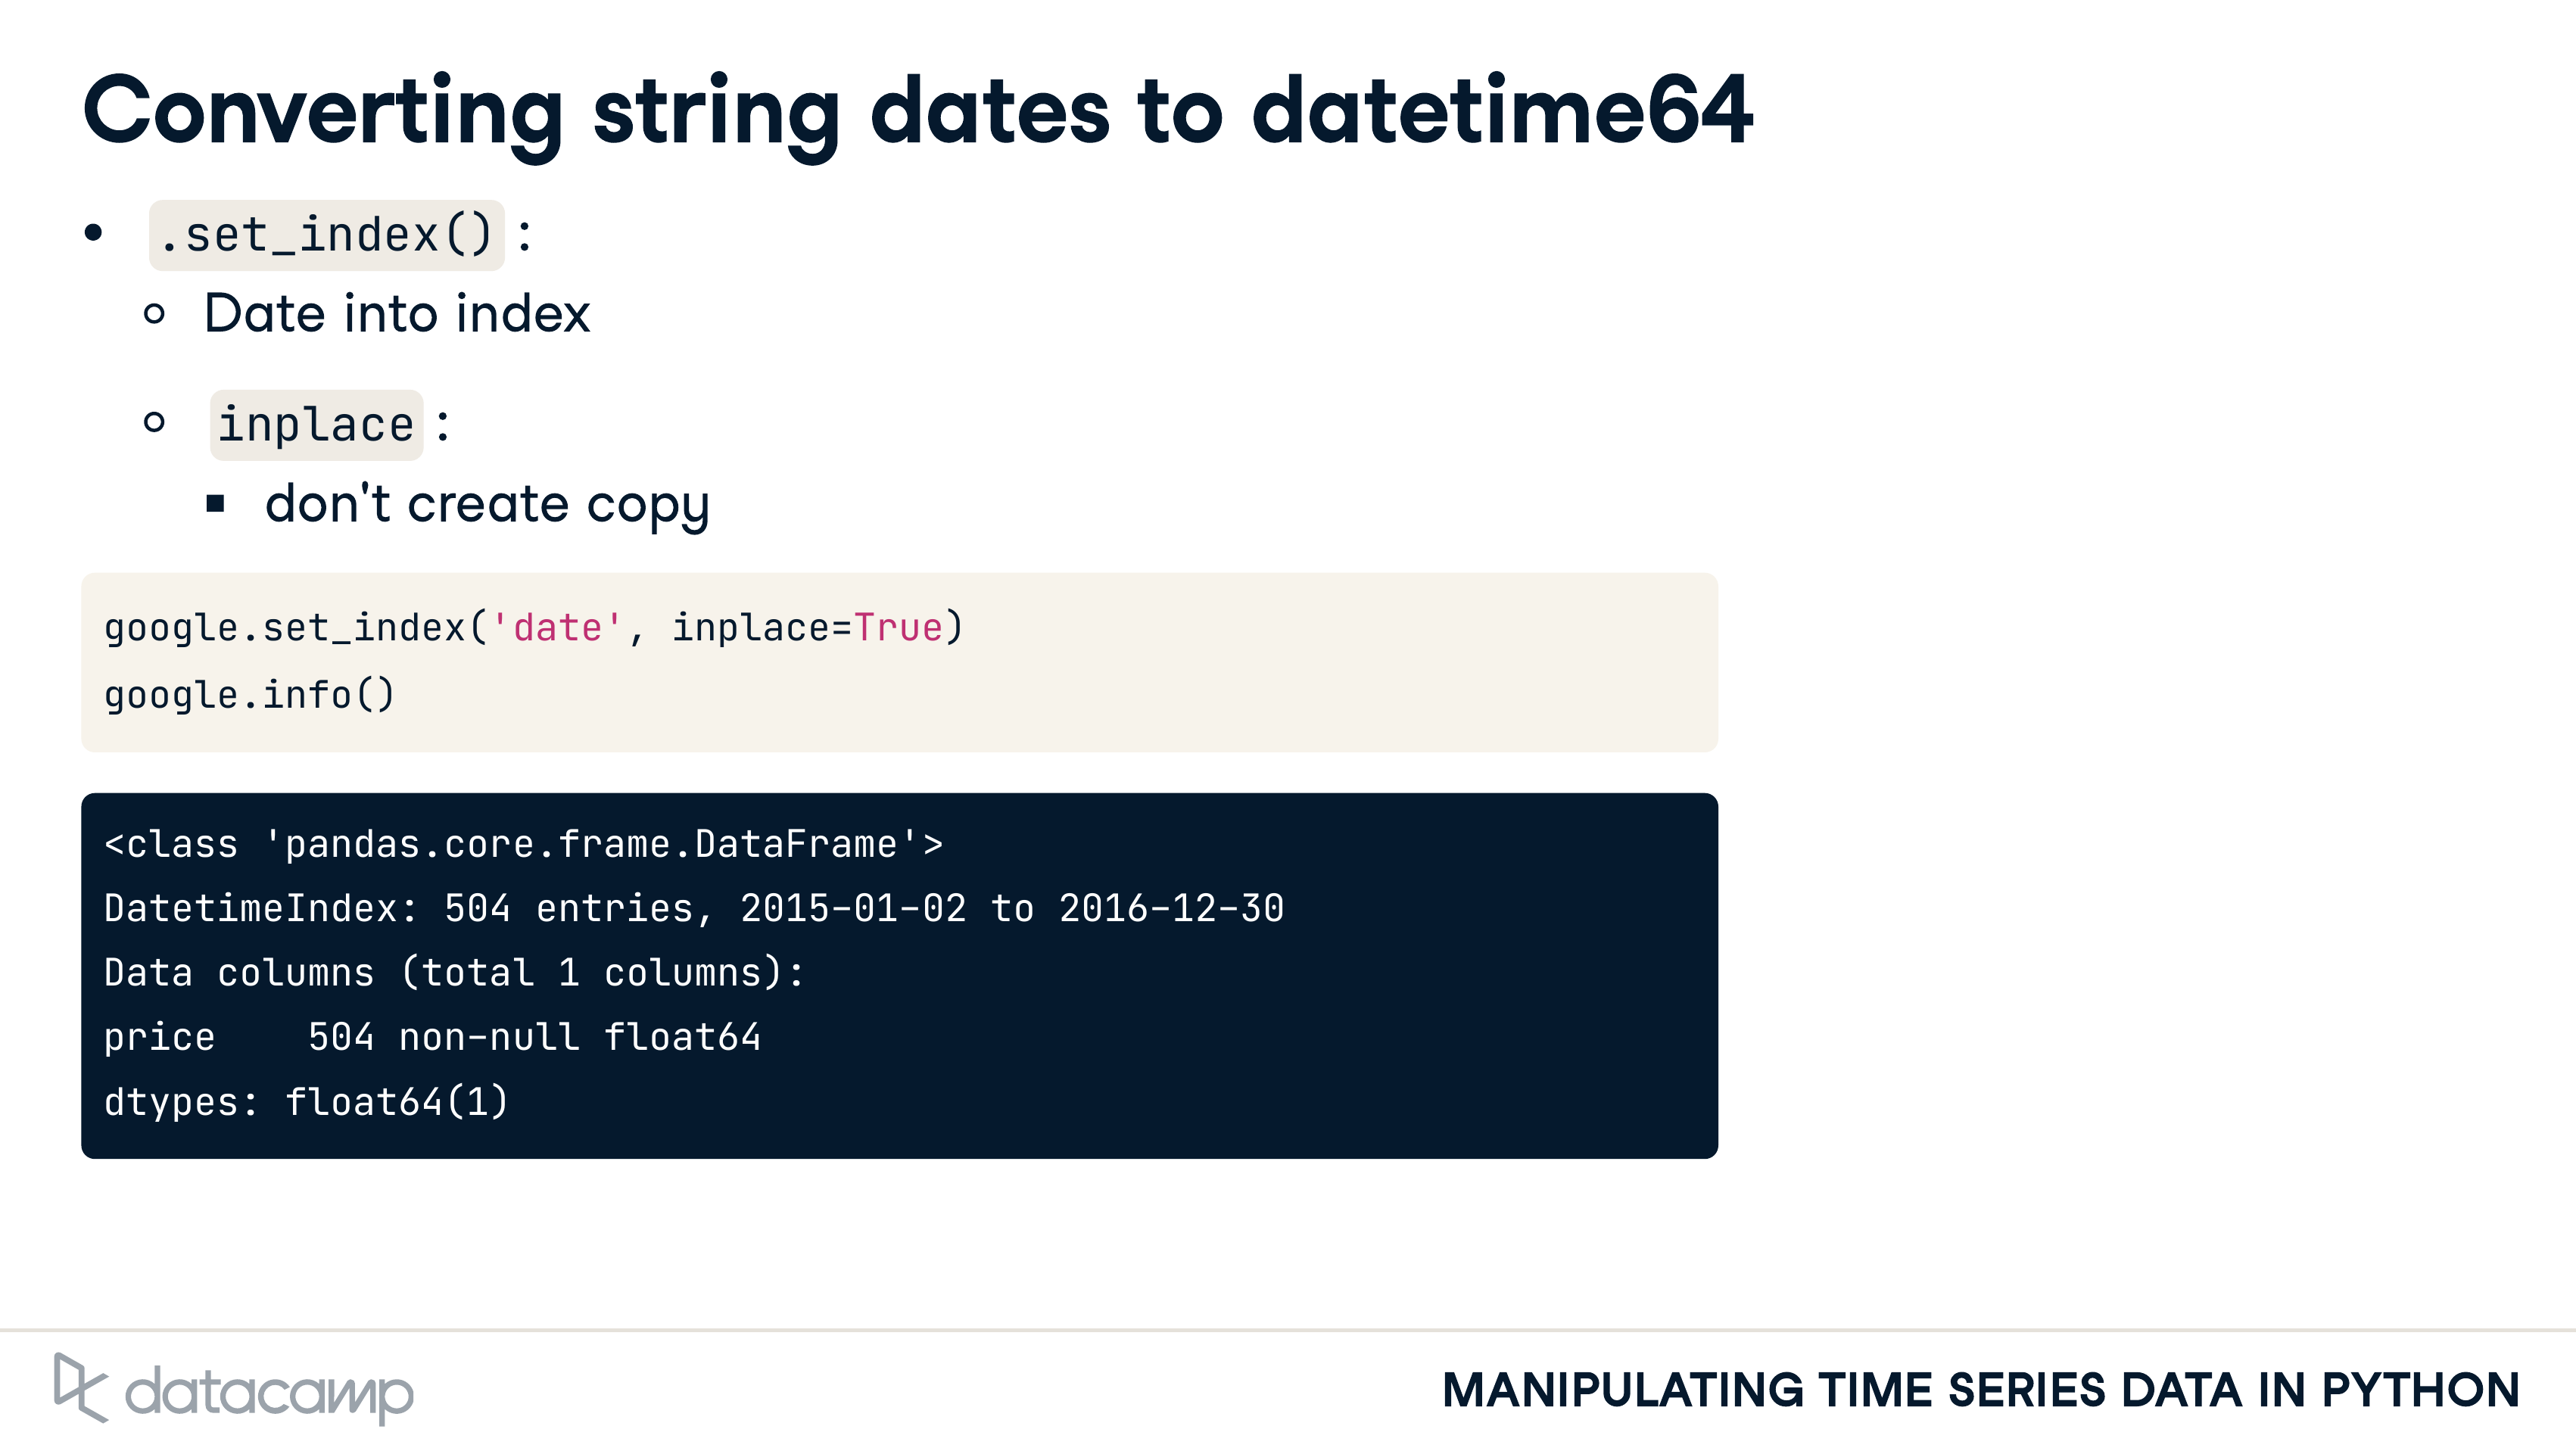 Converting string dates to datetime64
.set_index() :
Date into index
inplace :
don't create copy
google.set_index('date', inplace=True)
google.info()
<class 'pandas.core.frame.DataFrame'>
DatetimeIndex: 504 entries, 2015-01-02 to 2016-12-30
Data columns (total 1 columns):
price    504 non-null float64
dtypes: float64(1)
datacamp
MANIPULATING TIME SERIES DATA IN PYTHON